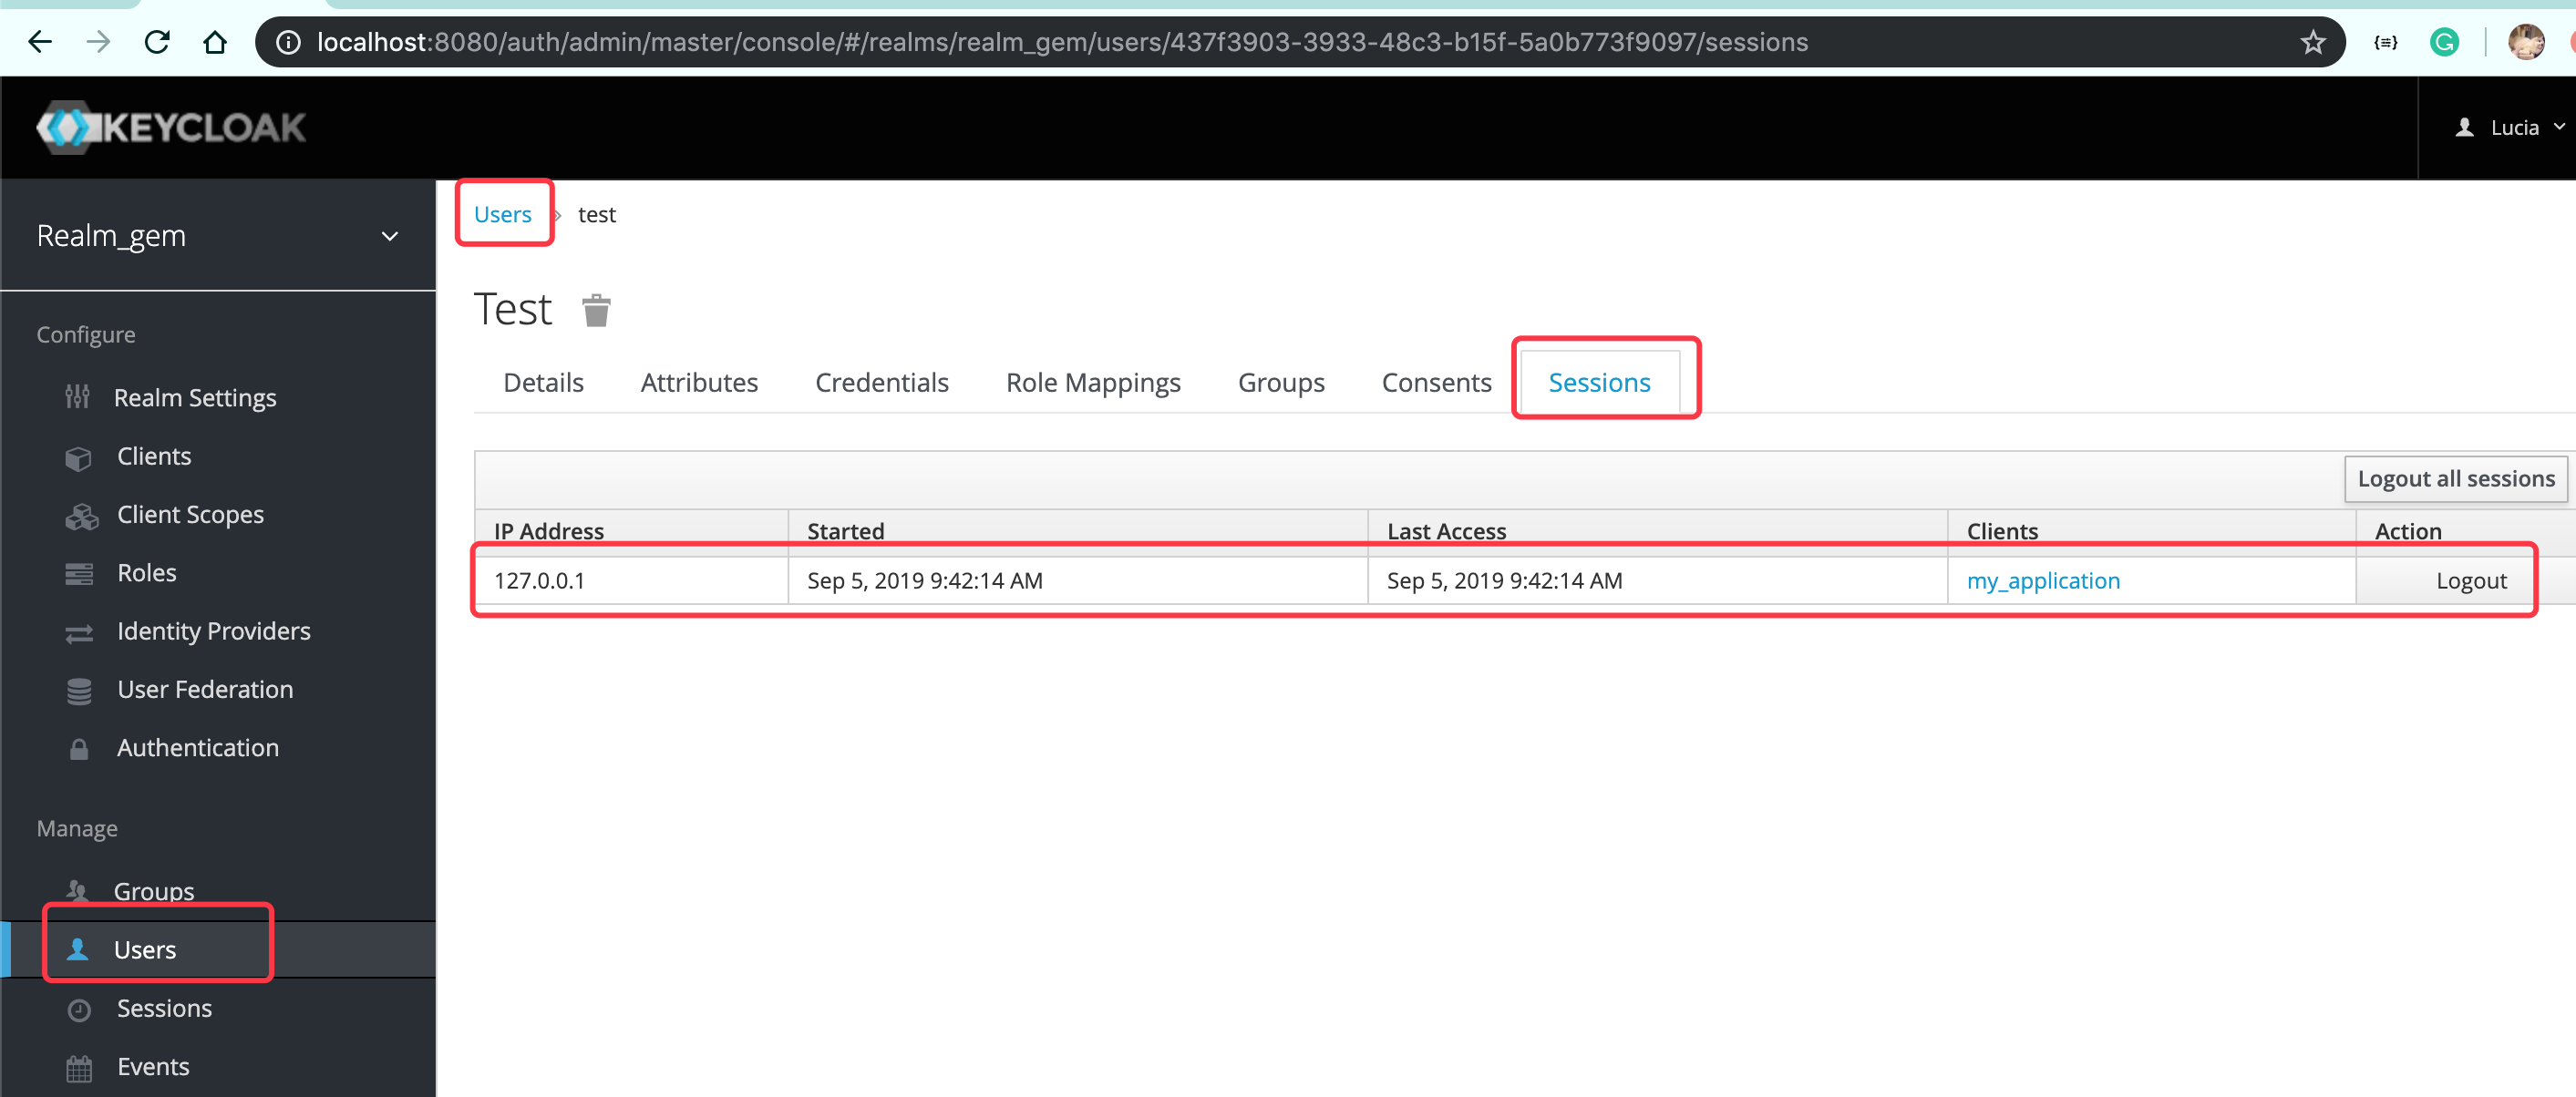 localhost:8080/auth/admin/master/console/#/realms/realm_gem/users/437f3903-3933-48c3-b15f-5a0b773f9097/sessions
KEYCLOAK
Lucia
Realm_gem
Configure
Realm Settings
Clients
Client Scopes
Roles
Identity Providers
User Federation
Authentication
Manage
Groups
Users
Sessions
Events
Users > test
Test
Details Attributes Credentials Role Mappings Groups Consents Sessions
Logout all sessions
IP Address Started Last Access Clients Action
127.0.0.1 Sep 5, 2019 9:42:14 AM Sep 5, 2019 9:42:14 AM my_application Logout